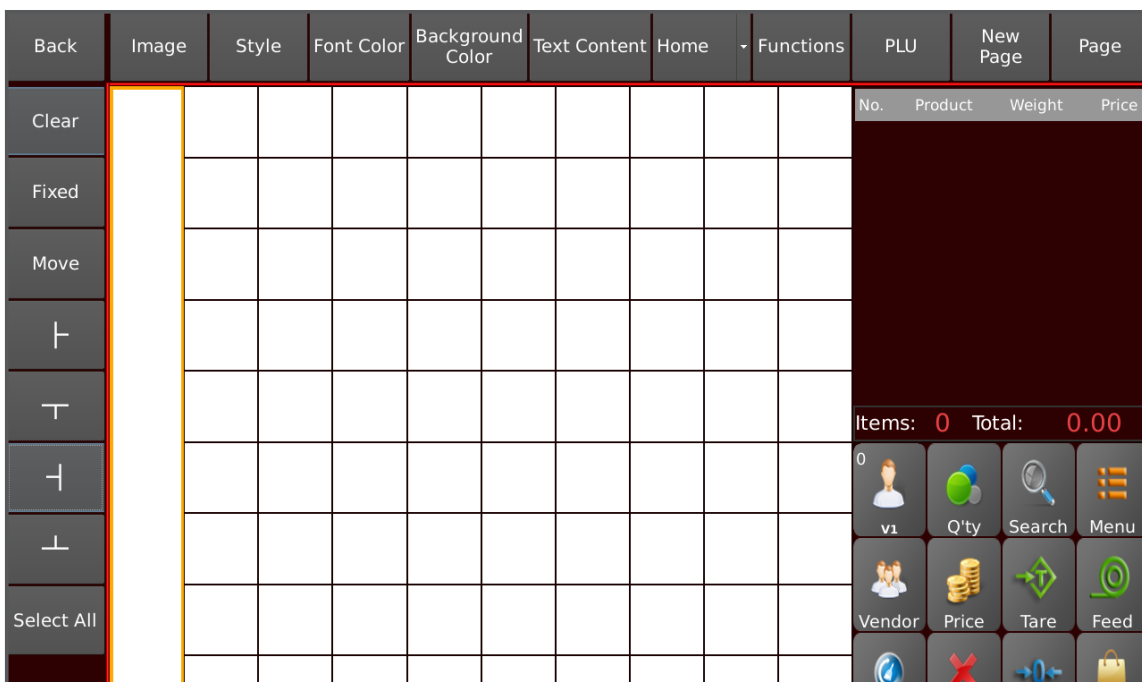 Back
Image
Style
Font Color
Background
Color
Text Content
Home
Functions
PLU
New
Page
Page
Clear
Fixed
Move
Select All
No. Product Weight Price
Items: 0 Total: 0.00
0
V1
Q'ty
Search
Menu
Vendor
Price
T
Tare
Feed
0